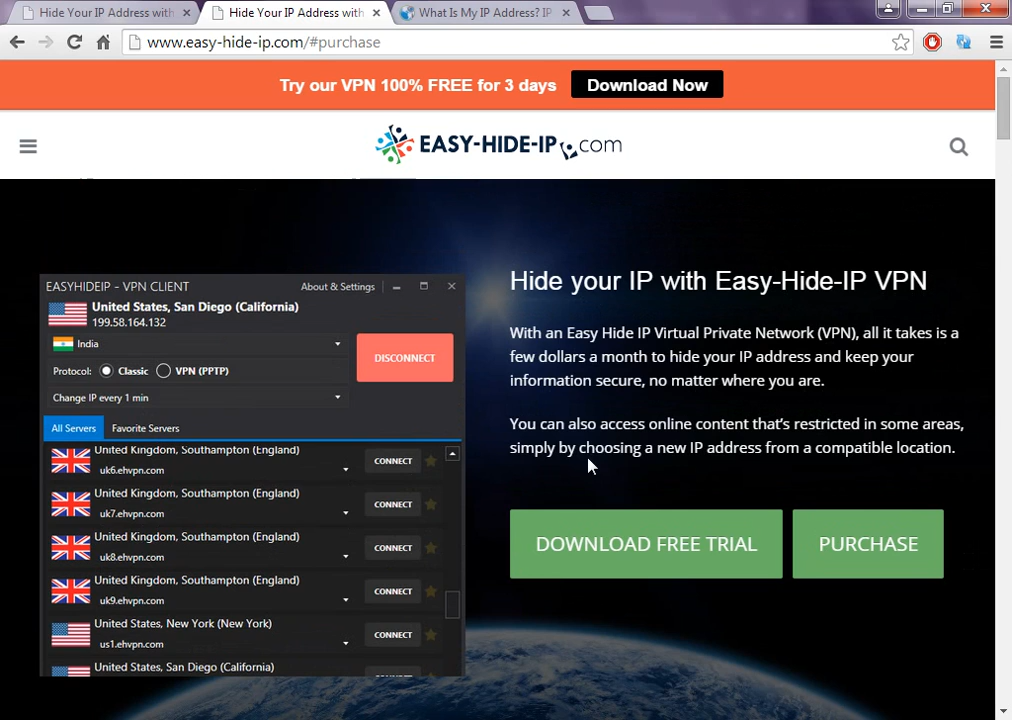 Hide Your IP Address with
Hide Your IP Address with
What Is My IP Address? IP
www.easy-hide-ip.com/#purchase
Try our VPN 100% FREE for 3 days
Download Now
EASY-HIDE-IP.com
EASYHIDEIP - VPN CLIENT
About & Settings
United States, San Diego (California)
199.58.164.132
India
DISCONNECT
Protocol: Classic VPN (PPTP)
Change IP every 1 min
All Servers
Favorite Servers
United Kingdom, Southampton (England)
uk6.ehvpn.com
CONNECT
United Kingdom, Southampton (England)
uk7.ehvpn.com
CONNECT
United Kingdom, Southampton (England)
uk8.ehvpn.com
CONNECT
United Kingdom, Southampton (England)
uk9.ehvpn.com
CONNECT
United States, New York (New York)
us1.ehvpn.com
CONNECT
United States, San Diego (California)
Hide your IP with Easy-Hide-IP VPN
With an Easy Hide IP Virtual Private Network (VPN), all it takes is a
few dollars a month to hide your IP address and keep your
information secure, no matter where you are.
You can also access online content that's restricted in some areas,
simply by choosing a new IP address from a compatible location.
DOWNLOAD FREE TRIAL
PURCHASE